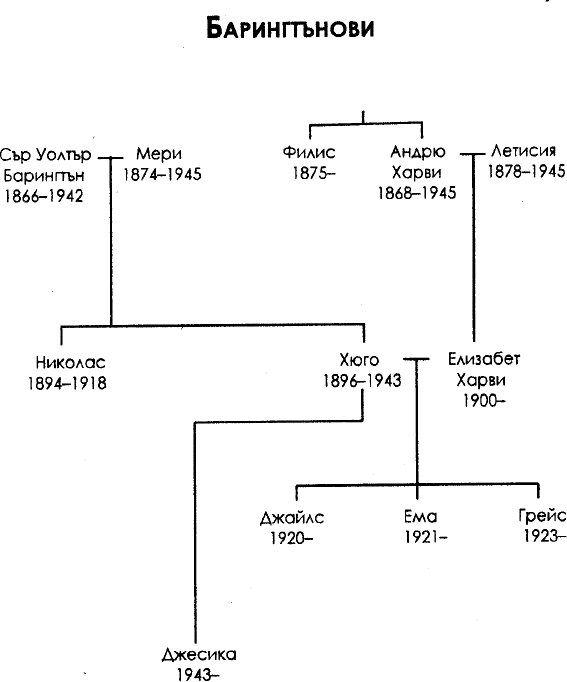 БАРИНГТЪНОВИ
Сър Уолтър
Барингтън
1866–1942
Мери
1874–1945
Филис
1875–
Андрю
Харви
1868–1945
Летисия
1878–1945
Николас
1894–1918
Хюго
1896–1943
Елизабет
Харви
1900–
Джайлс
1920–
Ема
1921–
Грейс
1923–
Джесика
1943–